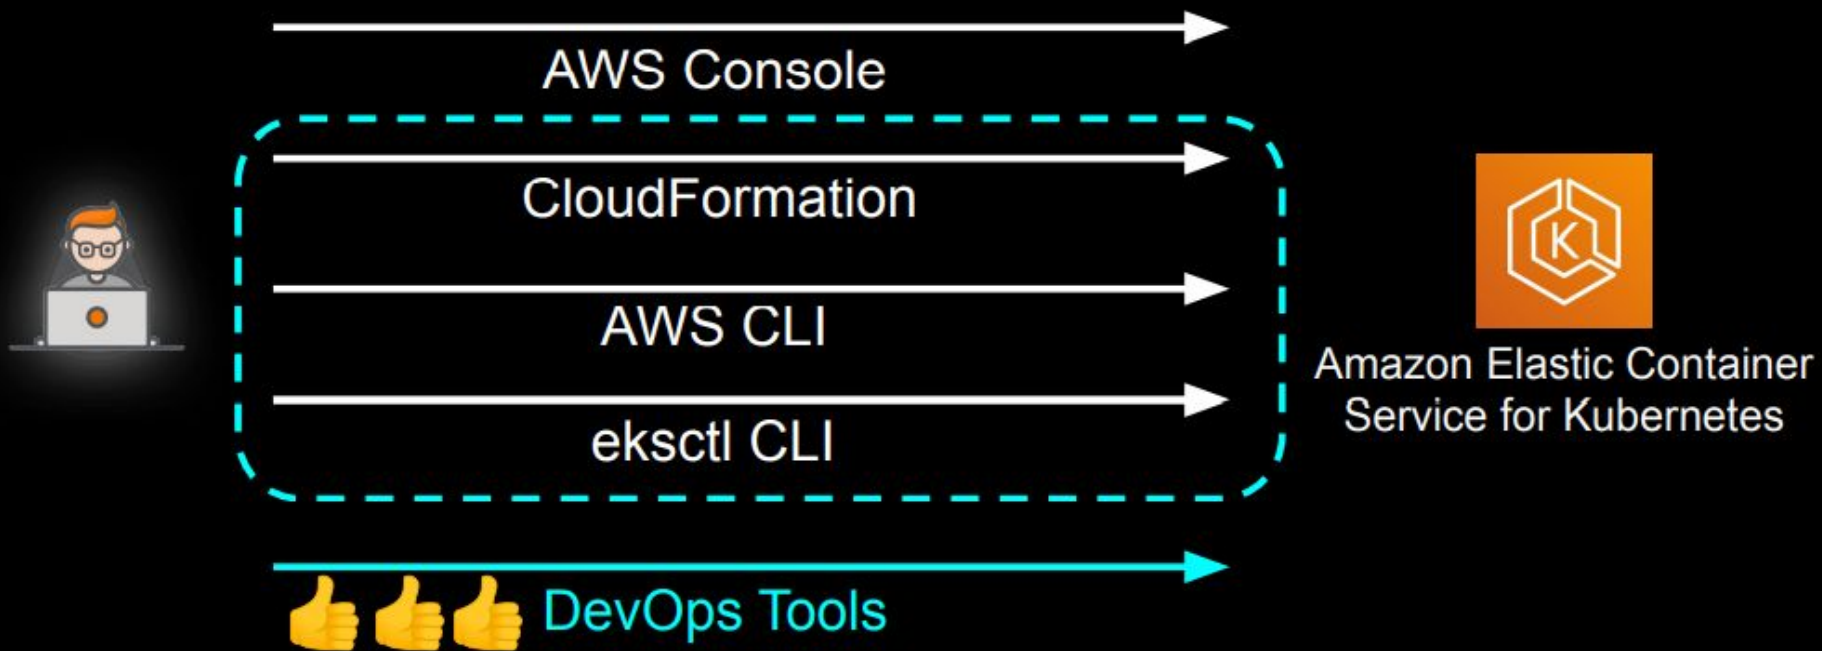 AWS Console
CloudFormation
AWS CLI
eksctl CLI
K
Amazon Elastic Container
Service for Kubernetes
👍👍👍 DevOps Tools